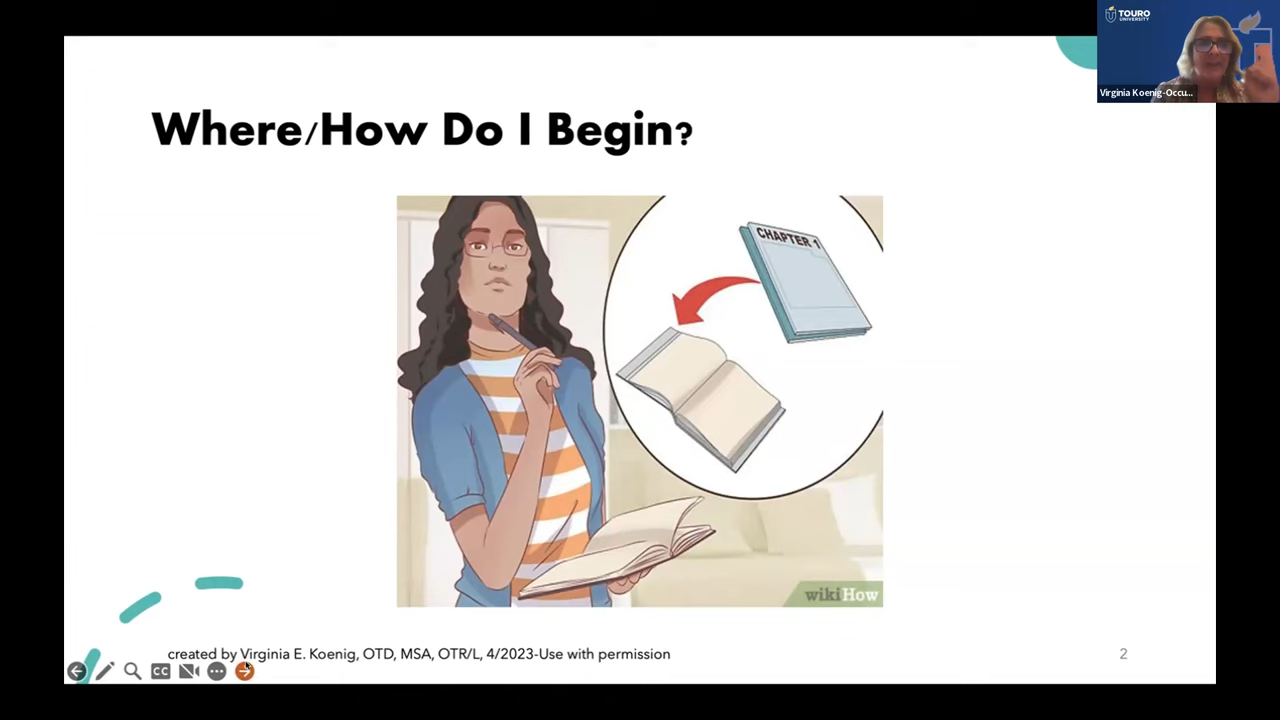 TOURO
UNIVERSITY
Virginia Koenig-Occu...
Where/How Do I Begin?
CHAPTER 1
wikiHow
created by Virginia E. Koenig, OTD, MSA, OTR/L, 4/2023-Use with permission
2
CC